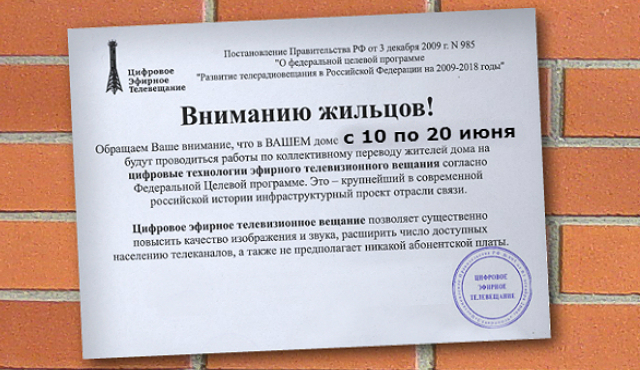 Цифровое
Эфирное
Телевещание
Постановление Правительства РФ от 3 декабря 2009 г. N 985
"О федеральной целевой программе
"Развитие телерадиовещания в Российской Федерации на 2009-2018 годы"
Вниманию жильцов!
Обращаем Ваше внимание, что в ВАШЕМ доме с 10 по 20 июня
будут проводиться работы по коллективному переводу жителей дома на
цифровые технологии эфирного телевизионного вещания согласно
Федеральной Целевой программе. Это – крупнейший в современной
российской истории инфраструктурный проект отрасли связи.
Цифровое эфирное телевизионное вещание позволяет существенно
повысить качество изображения и звука, расширить число доступных
населению телеканалов, а также не предполагает никакой абонентской платы.
ЦИФРОВОЕ
ЭФИРНОЕ
ТЕЛЕВЕЩАНИЕ